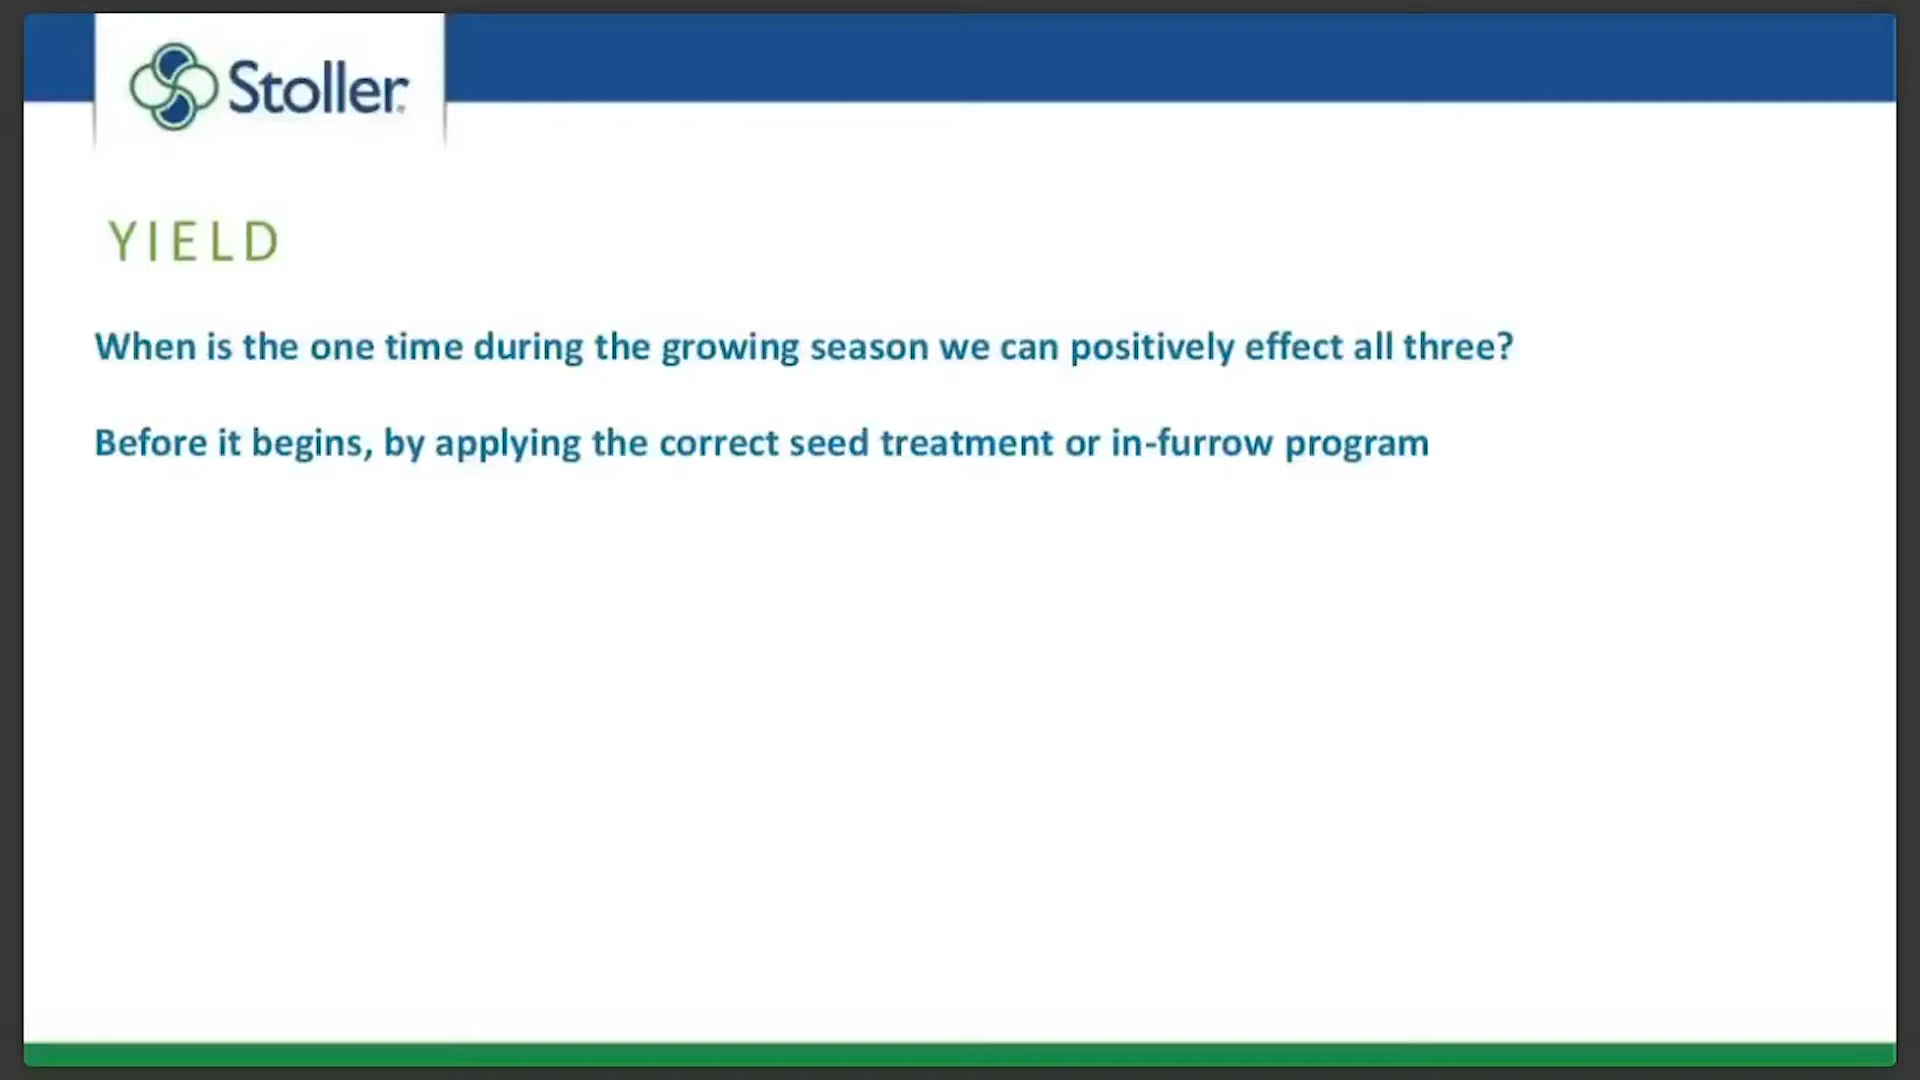 Stoller
YIELD
When is the one time during the growing season we can positively effect all three?
Before it begins, by applying the correct seed treatment or in-furrow program